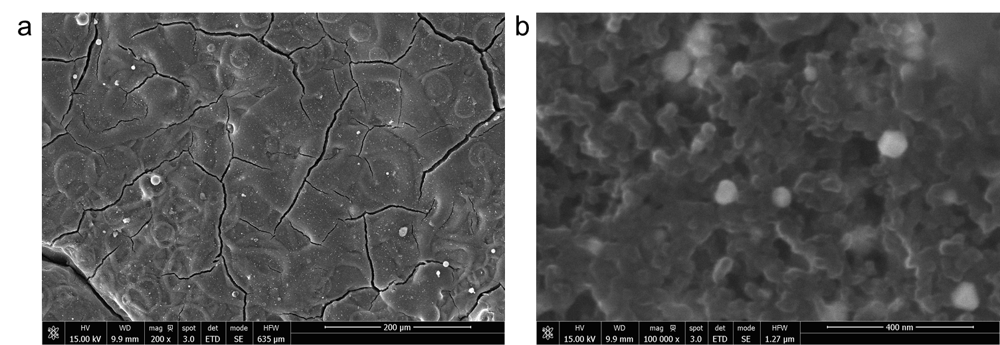 a
b
HV WD mag spot det mode HFW
15.00 kV 9.9 mm 200 x 3.0 ETD SE 635 µm
200 µm
HV WD mag spot det mode HFW
15.00 kV 9.9 mm 100 000 x 3.0 ETD SE 1.27 µm
400 nm